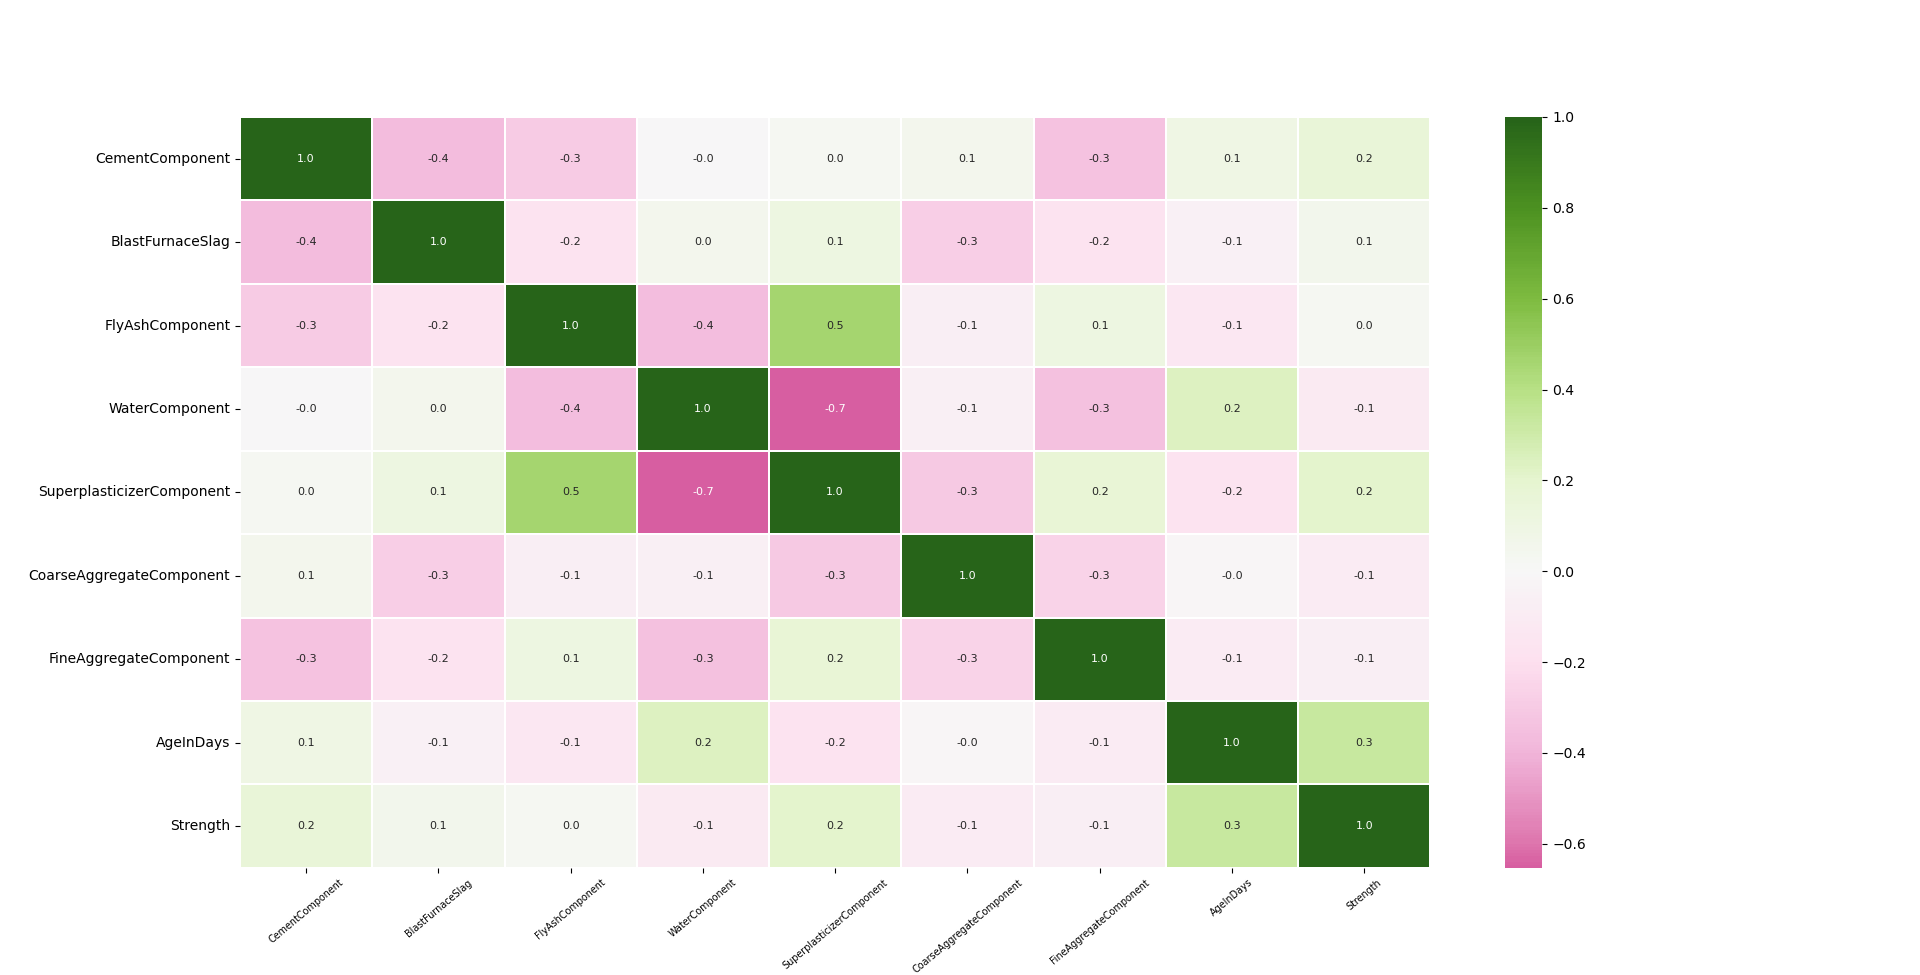 CementComponent 1.0 -0.4 -0.3 -0.0 0.0 0.1 -0.3 0.1 0.2
BlastFurnaceSlag -0.4 1.0 -0.2 0.0 0.1 -0.3 -0.2 -0.1 0.1
FlyAshComponent -0.3 -0.2 1.0 -0.4 0.5 -0.1 0.1 -0.1 0.0
WaterComponent -0.0 0.0 -0.4 1.0 -0.7 -0.1 -0.3 0.2 -0.1
SuperplasticizerComponent 0.0 0.1 0.5 -0.7 1.0 -0.3 0.2 -0.2 0.2
CoarseAggregateComponent 0.1 -0.3 -0.1 -0.1 -0.3 1.0 -0.3 -0.0 -0.1
FineAggregateComponent -0.3 -0.2 0.1 -0.3 0.2 -0.3 1.0 -0.1 -0.1
AgeInDays 0.1 -0.1 -0.1 0.2 -0.2 -0.0 -0.1 1.0 0.3
Strength 0.2 0.1 0.0 -0.1 0.2 -0.1 -0.1 0.3 1.0
CementComponent
BlastFurnaceSlag
FlyAshComponent
WaterComponent
SuperplasticizerComponent
CoarseAggregateComponent
FineAggregateComponent
AgeInDays
Strength
1.0
0.8
0.6
0.4
0.2
0.0
−0.2
−0.4
−0.6